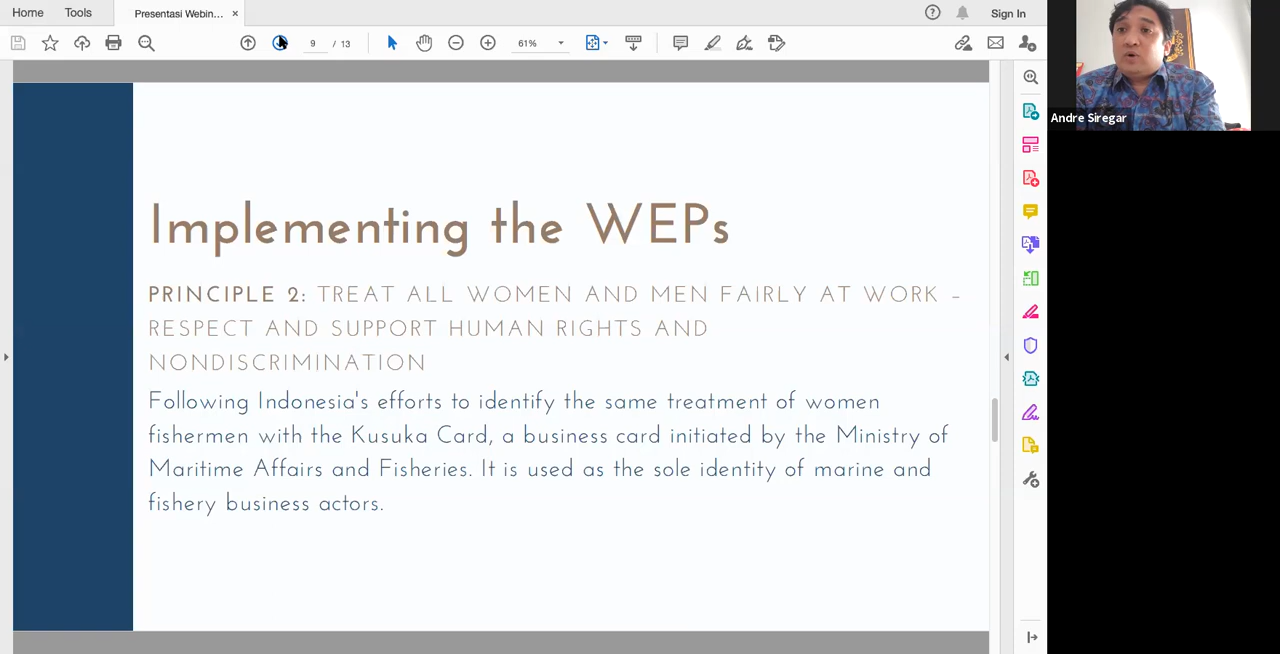 Home Tools Presentasi Webin... × Sign In
9 / 13 61%
Andre Siregar
Implementing the WEPs
PRINCIPLE 2: TREAT ALL WOMEN AND MEN FAIRLY AT WORK –
RESPECT AND SUPPORT HUMAN RIGHTS AND
NONDISCRIMINATION
Following Indonesia's efforts to identify the same treatment of women
fishermen with the Kusuka Card, a business card initiated by the Ministry of
Maritime Affairs and Fisheries. It is used as the sole identity of marine and
fishery business actors.